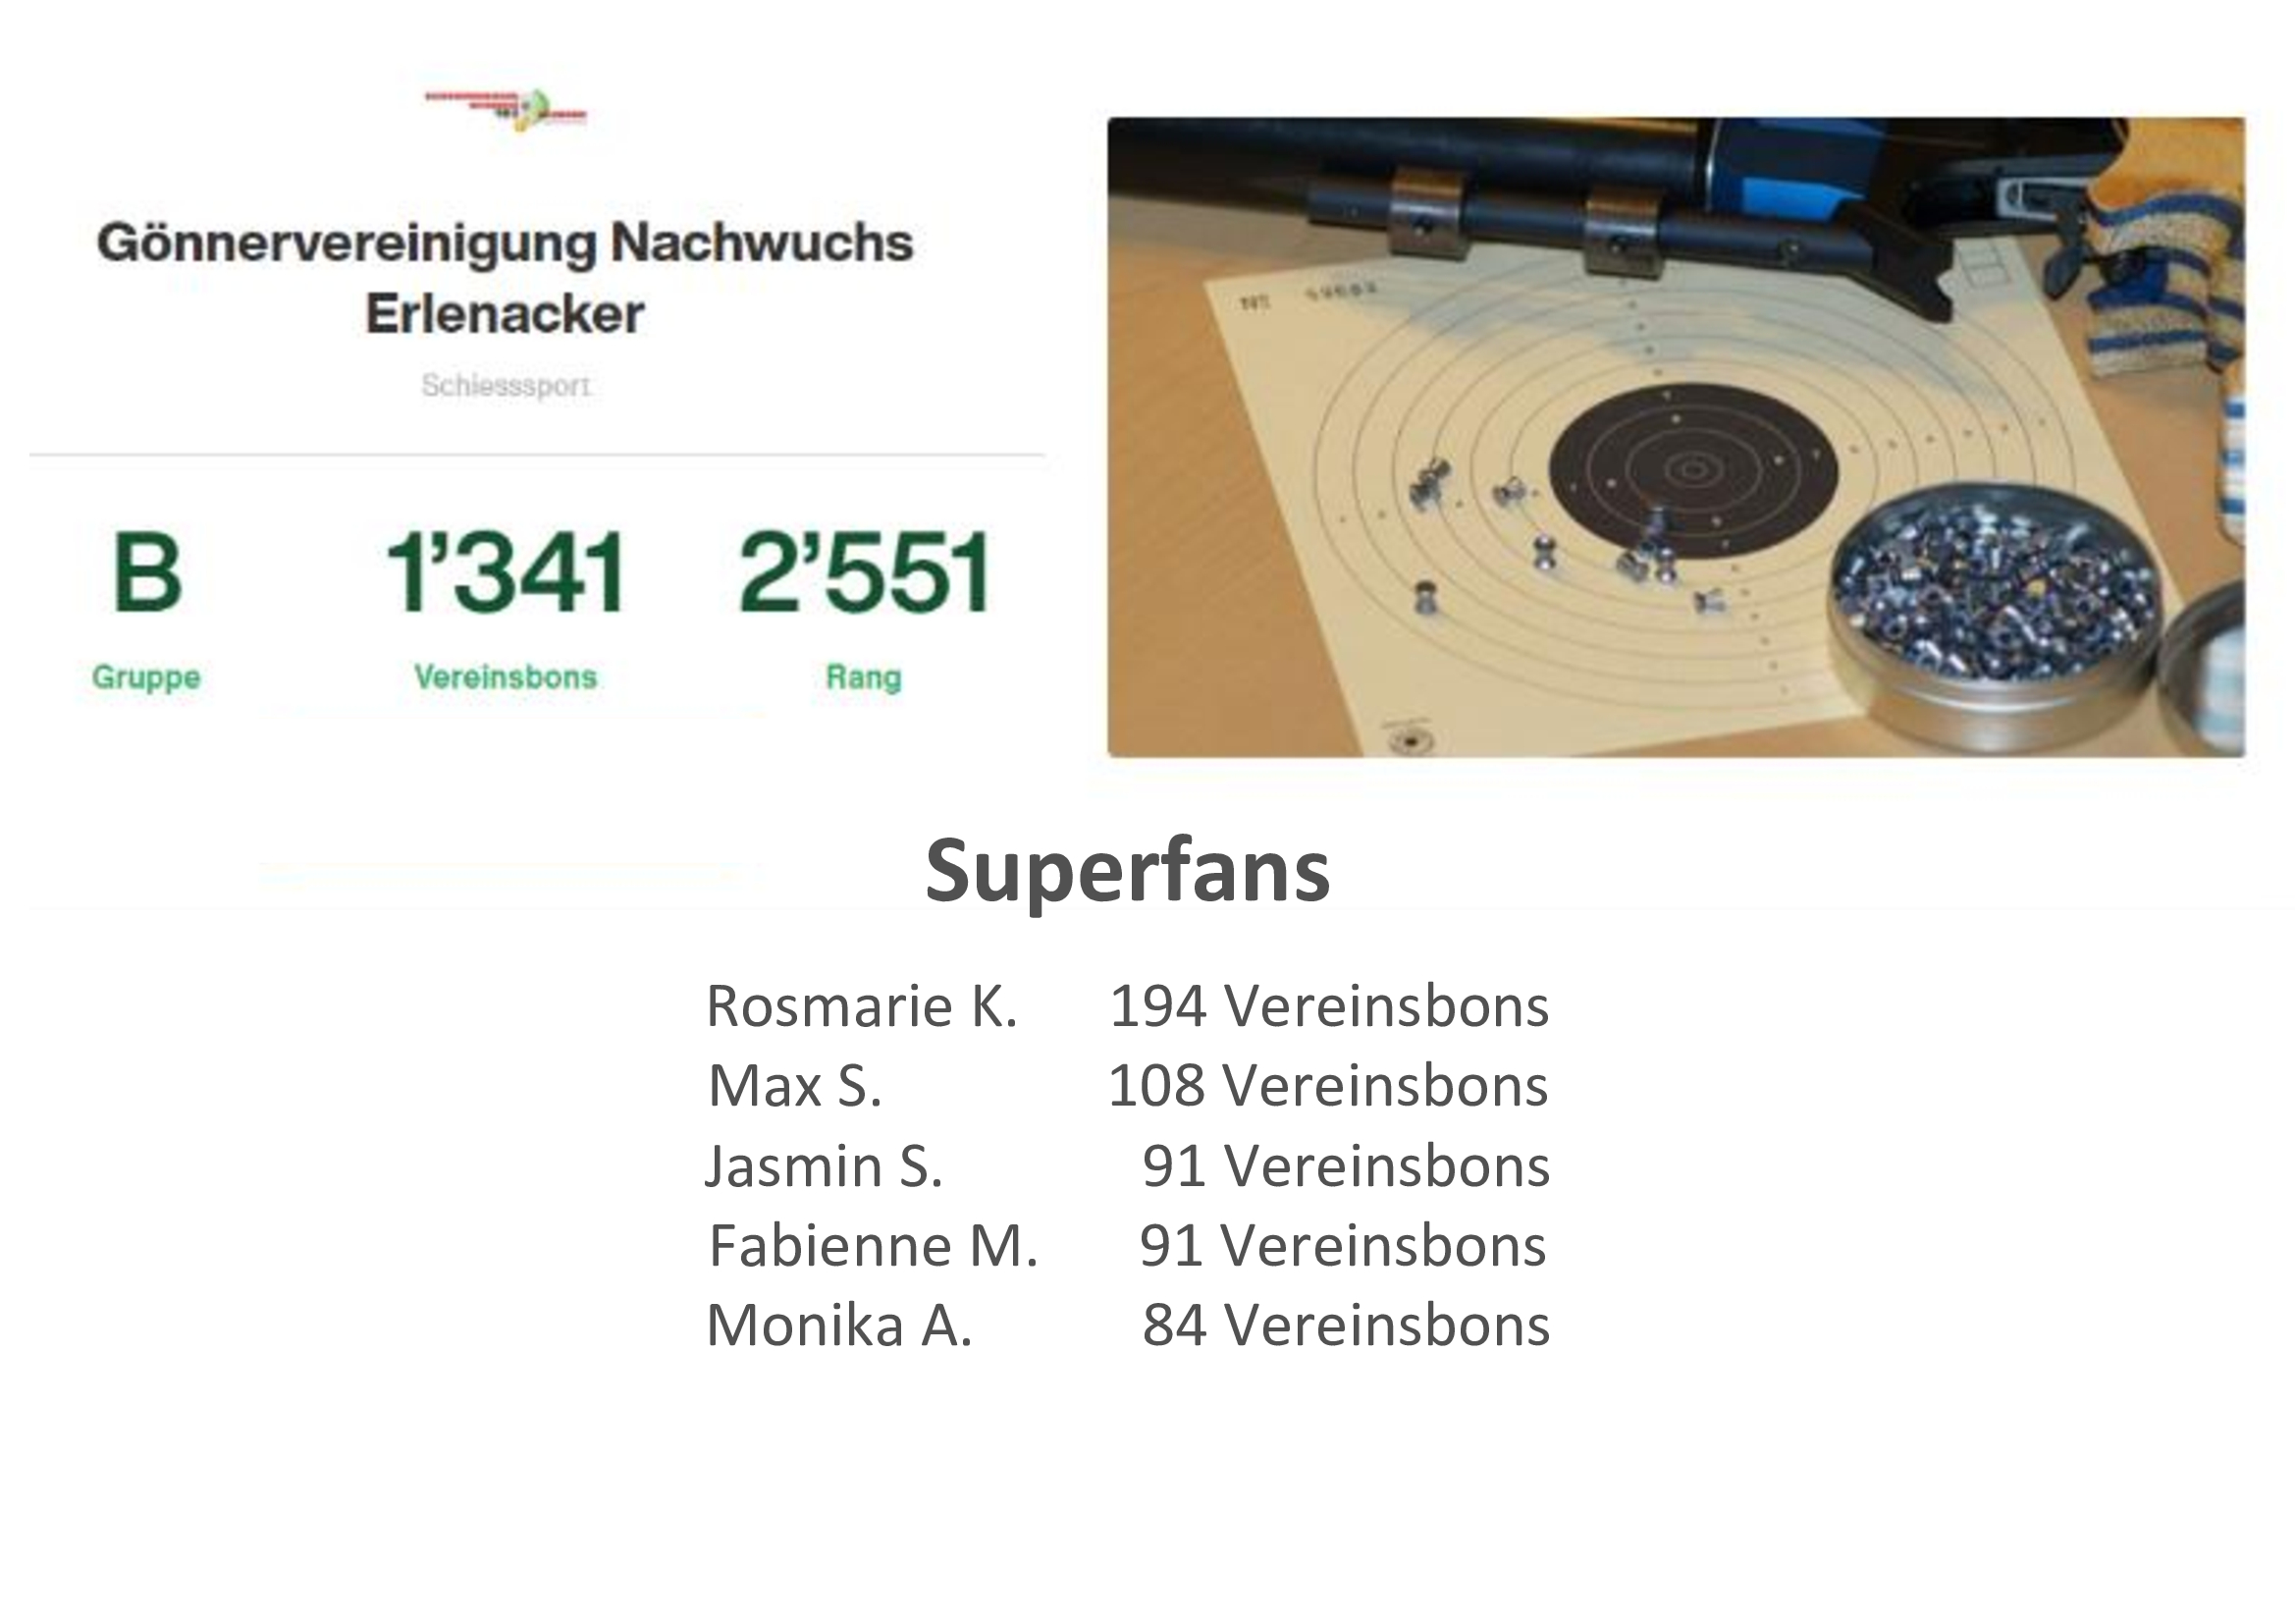 Gönnervereinigung Nachwuchs
Erlenacker
Schiesssport
B 1’341 2’551
Gruppe Vereinsbons Rang
Superfans
Rosmarie K. 194 Vereinsbons
Max S. 108 Vereinsbons
Jasmin S. 91 Vereinsbons
Fabienne M. 91 Vereinsbons
Monika A. 84 Vereinsbons